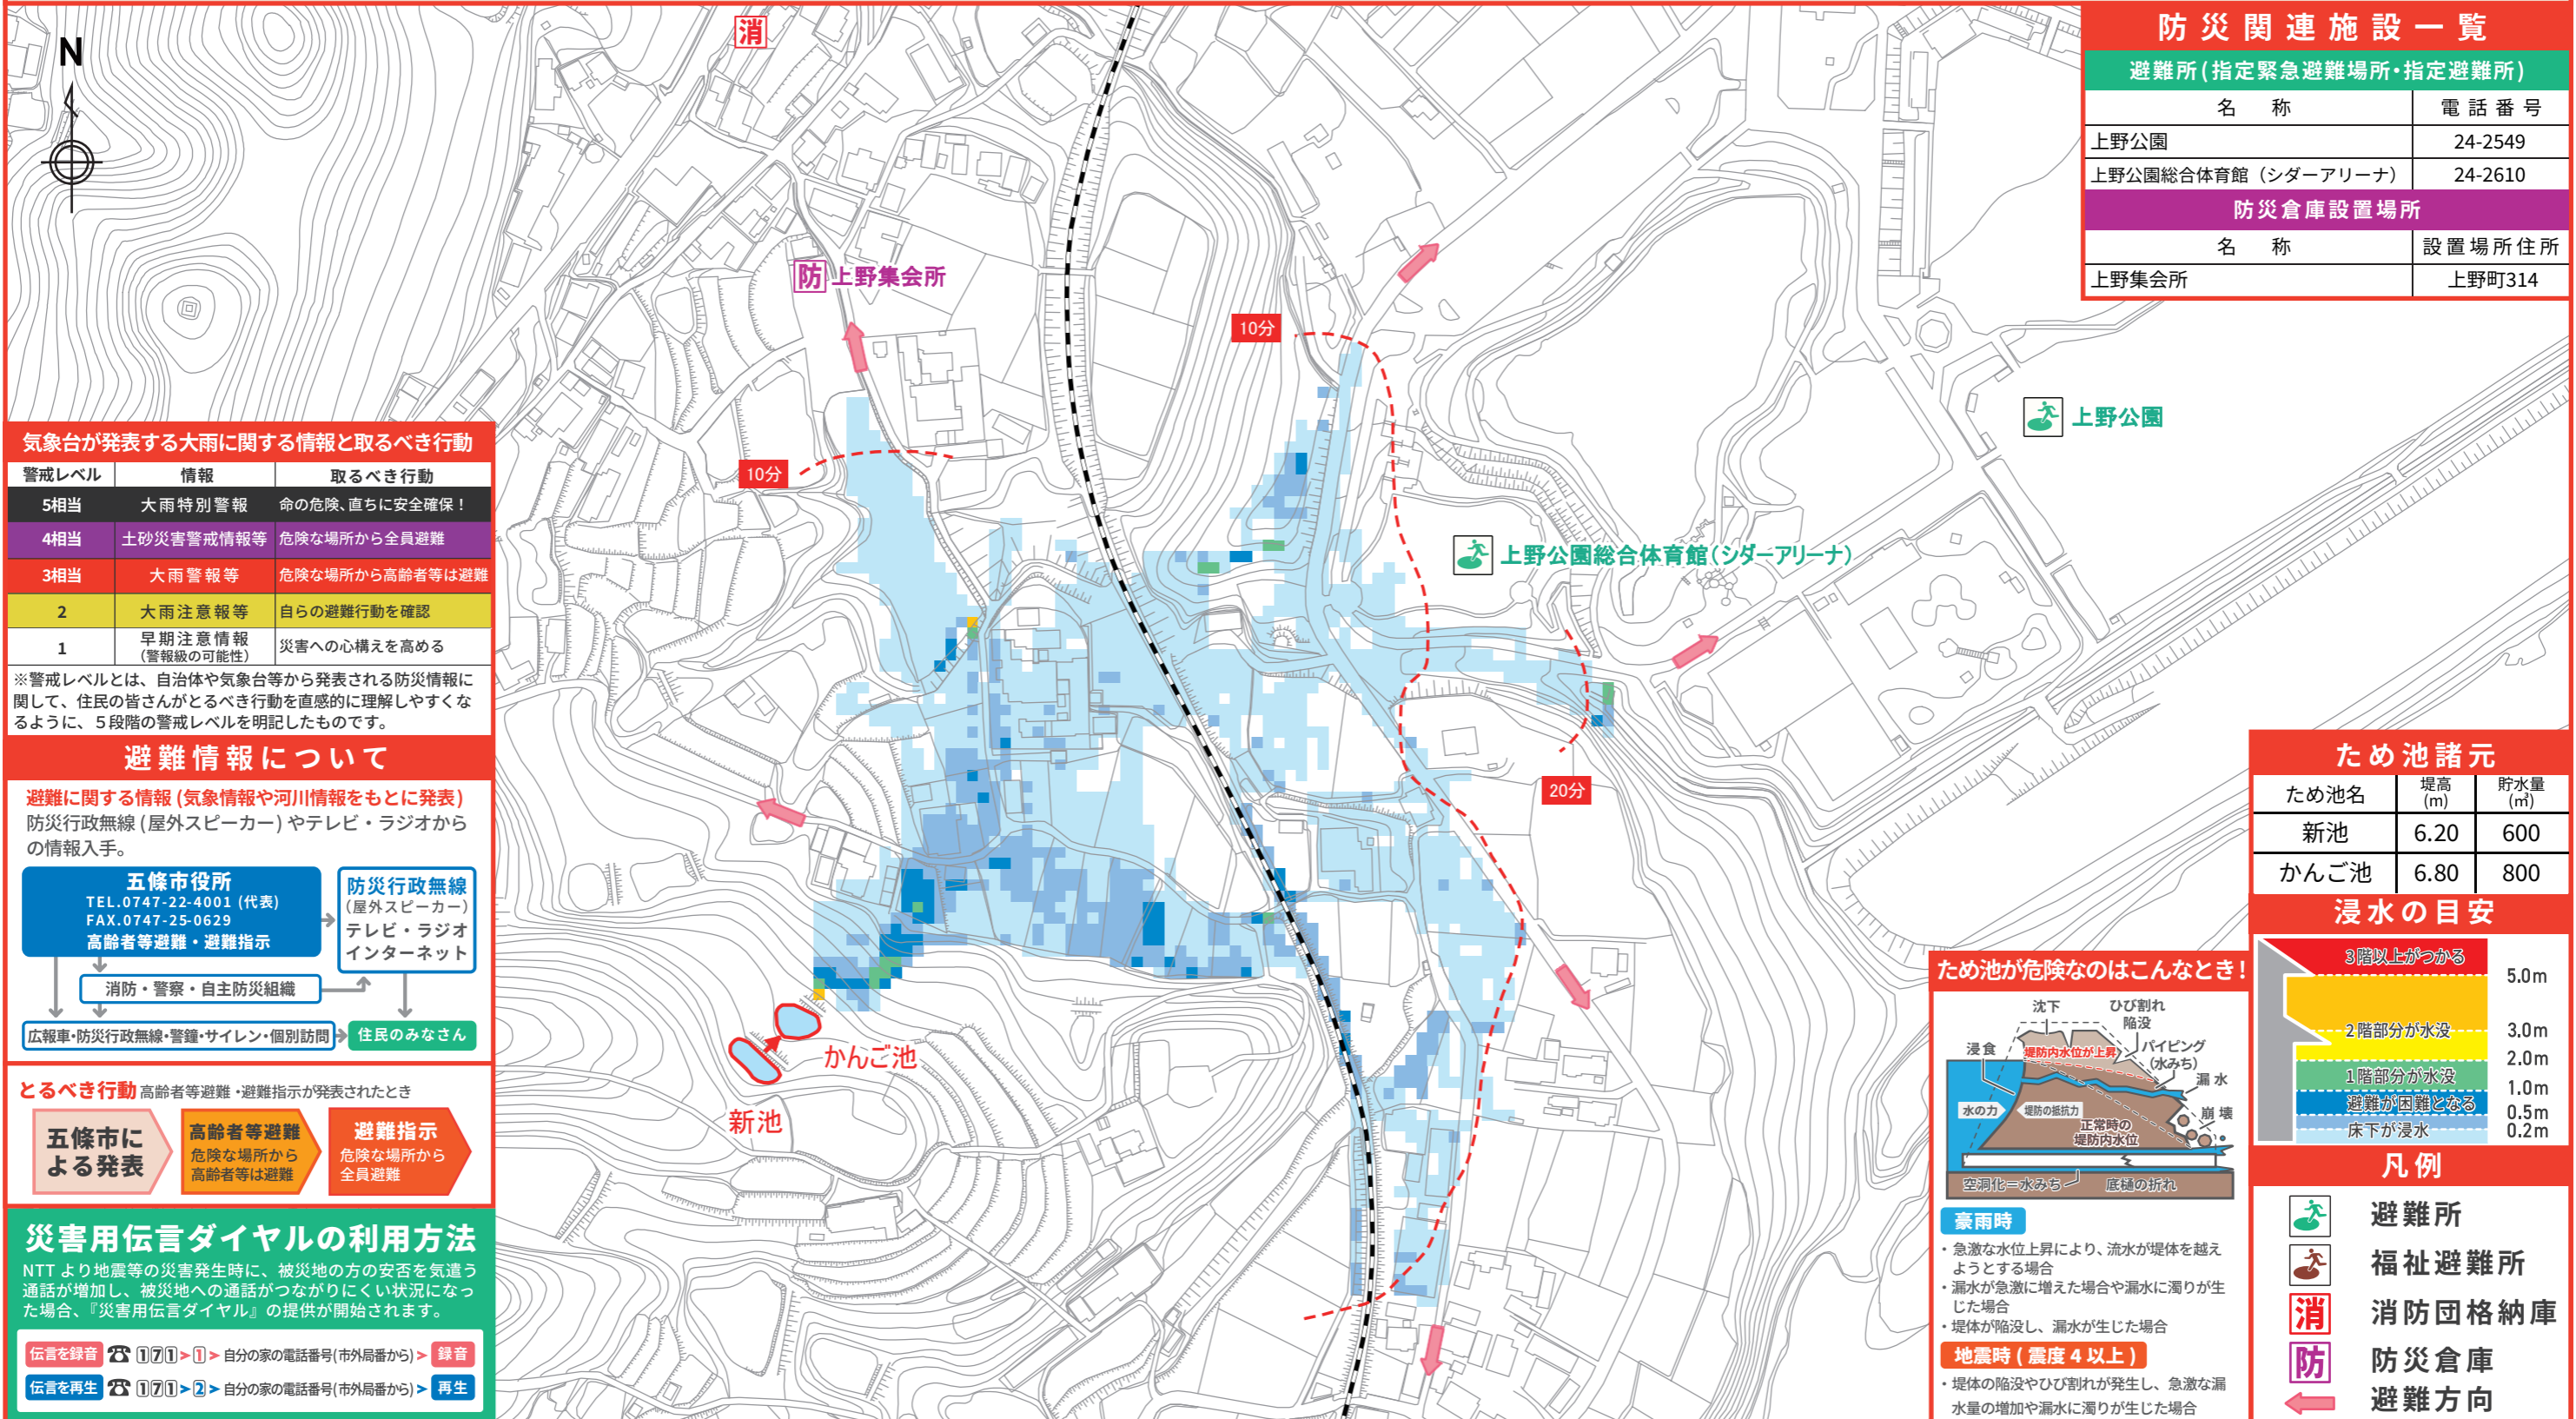 N
消
防 上野集会所
10分
10分
20分
上野公園
上野公園総合体育館(シダーアリーナ)
かんご池
新池
防災関連施設一覧
避難所(指定緊急避難場所・指定避難所)
名 称 電話番号
上野公園 24-2549
上野公園総合体育館（シダーアリーナ） 24-2610
防災倉庫設置場所
名 称 設置場所住所
上野集会所 上野町314
気象台が発表する大雨に関する情報と取るべき行動
警戒レベル 情報 取るべき行動
5相当 大雨特別警報 命の危険、直ちに安全確保！
4相当 土砂災害警戒情報等 危険な場所から全員避難
3相当 大雨警報等 危険な場所から高齢者等は避難
2 大雨注意報等 自らの避難行動を確認
1 早期注意情報 災害への心構えを高める
(警報級の可能性)
※警戒レベルとは、自治体や気象台等から発表される防災情報に
関して、住民の皆さんがとるべき行動を直感的に理解しやすくな
るように、５段階の警戒レベルを明記したものです。
避難情報について
避難に関する情報 (気象情報や河川情報をもとに発表)
防災行政無線 (屋外スピーカー) やテレビ・ラジオから
の情報入手。
五條市役所
TEL.0747-22-4001 (代表)
FAX.0747-25-0629
高齢者等避難・避難指示
防災行政無線
(屋外スピーカー)
テレビ・ラジオ
インターネット
消防・警察・自主防災組織
広報車・防災行政無線・警鐘・サイレン・個別訪問
住民のみなさん
とるべき行動 高齢者等避難・避難指示が発表されたとき
五條市に
よる発表
高齢者等避難
危険な場所から
高齢者等は避難
避難指示
危険な場所から
全員避難
災害用伝言ダイヤルの利用方法
NTT より地震等の災害発生時に、被災地の方の安否を気遣う
通話が増加し、被災地への通話がつながりにくい状況になっ
た場合、『災害用伝言ダイヤル』の提供が開始されます。
伝言を録音 ☎ 171 > 1 > 自分の家の電話番号(市外局番から) > 録音
伝言を再生 ☎ 171 > 2 > 自分の家の電話番号(市外局番から) > 再生
ため池諸元
ため池名 堤高(m) 貯水量(㎥)
新池 6.20 600
かんご池 6.80 800
浸水の目安
3階以上がつかる
5.0m
2階部分が水没
3.0m
2.0m
1階部分が水没
1.0m
避難が困難となる
0.5m
床下が浸水
0.2m
凡例
避難所
福祉避難所
消 消防団格納庫
防 防災倉庫
避難方向
ため池が危険なのはこんなとき！
沈下
ひび割れ
陥没
浸食
堤防内水位が上昇
パイピング
(水みち)
漏水
水の力
堤防の抵抗力
崩壊
正常時の
堤防内水位
空洞化＝水みち
底樋の折れ
豪雨時
・急激な水位上昇により、流水が堤体を越え
ようとする場合
・漏水が急激に増えた場合や漏水に濁りが生
じた場合
・堤体が陥没し、漏水が生じた場合
地震時 ( 震度 4 以上 )
・堤体の陥没やひび割れが発生し、急激な漏
水量の増加や漏水に濁りが生じた場合